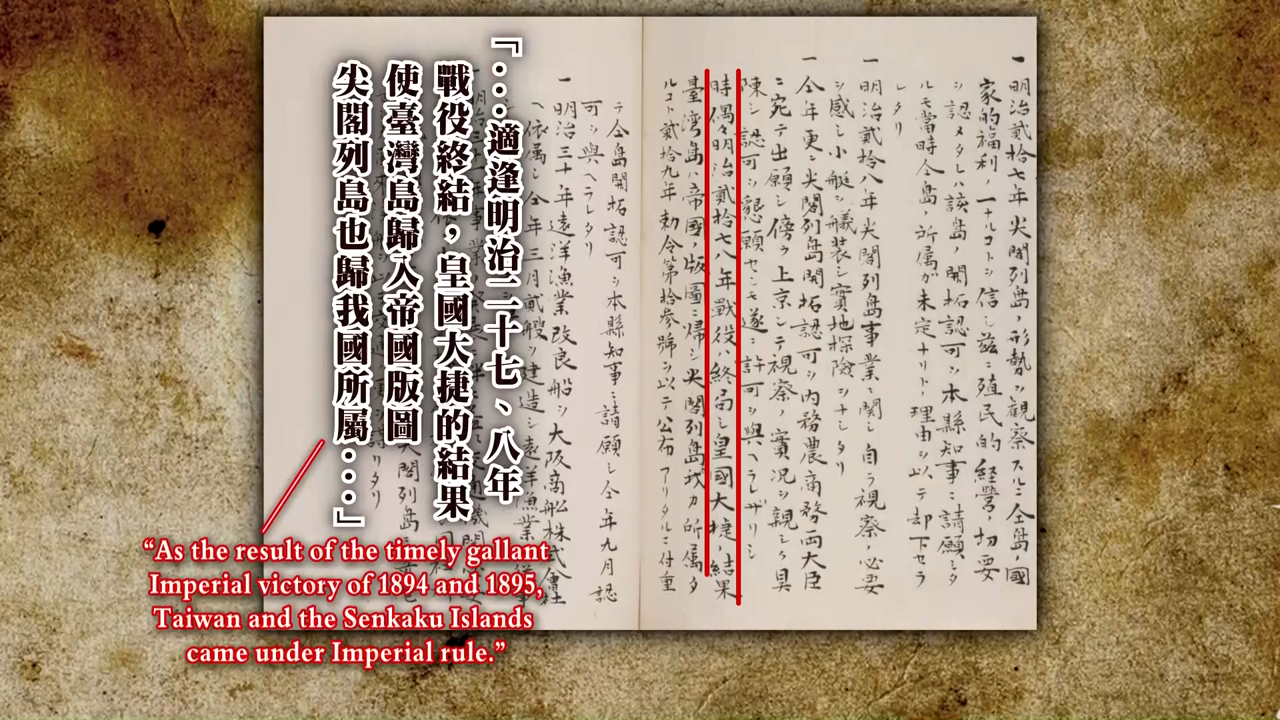 一明治貳拾七年尖閣列島ノ形勢ヲ觀察スルニ仝島ノ國
家的福利ノ一ナルコトヲ信シ茲ニ殖民的經營ノ切要
ヲ認メタレハ該島ノ開拓認可ヲ本縣知事ニ請願シタ
ルモ當時仝島ノ所属ガ未定ナリトノ理由ヲ以テ却下セラ
レタリ
一明治貳拾八年尖閣列島事業ニ関シ自ラ視察ノ必要
ヲ感シ小艇ヲ艤装シ實地探險ヲナシタリ
一仝年更ニ尖閣列島開拓認可ヲ内務農商務両大臣
ニ宛テ出願シ傍ラ上京シテ視察ノ實況ヲ親シク具
陳シ認可ヲ懇願セシモ遂ニ許可ヲ與ヘラレザリシ
時偶々明治貳拾七八年戰役ハ終局シ皇國大捷ノ結果
臺湾島ハ帝國ノ版圖ニ帰シ尖閣列島亦我カ所属タ
ルコト貳拾九年勅令第拾參號ヲ以テ公布アリタルニ付重
テ仝島開拓認可ヲ本縣知事ニ請願シ仝年九月認
可ヲ與ヘラレタリ
一明治三十年遠洋漁業改良船ヲ大阪商船株式會社
ヘ依属シ仝年三月貳艘ヲ建造シ遠洋漁業
『‥‥適逢明治二十七、八年
戰役終結，皇國大捷的結果
使臺灣島歸入帝國版圖
尖閣列島也歸我國所屬‥‥』
“As the result of the timely gallant
Imperial victory of 1894 and 1895,
Taiwan and the Senkaku Islands
came under Imperial rule.”